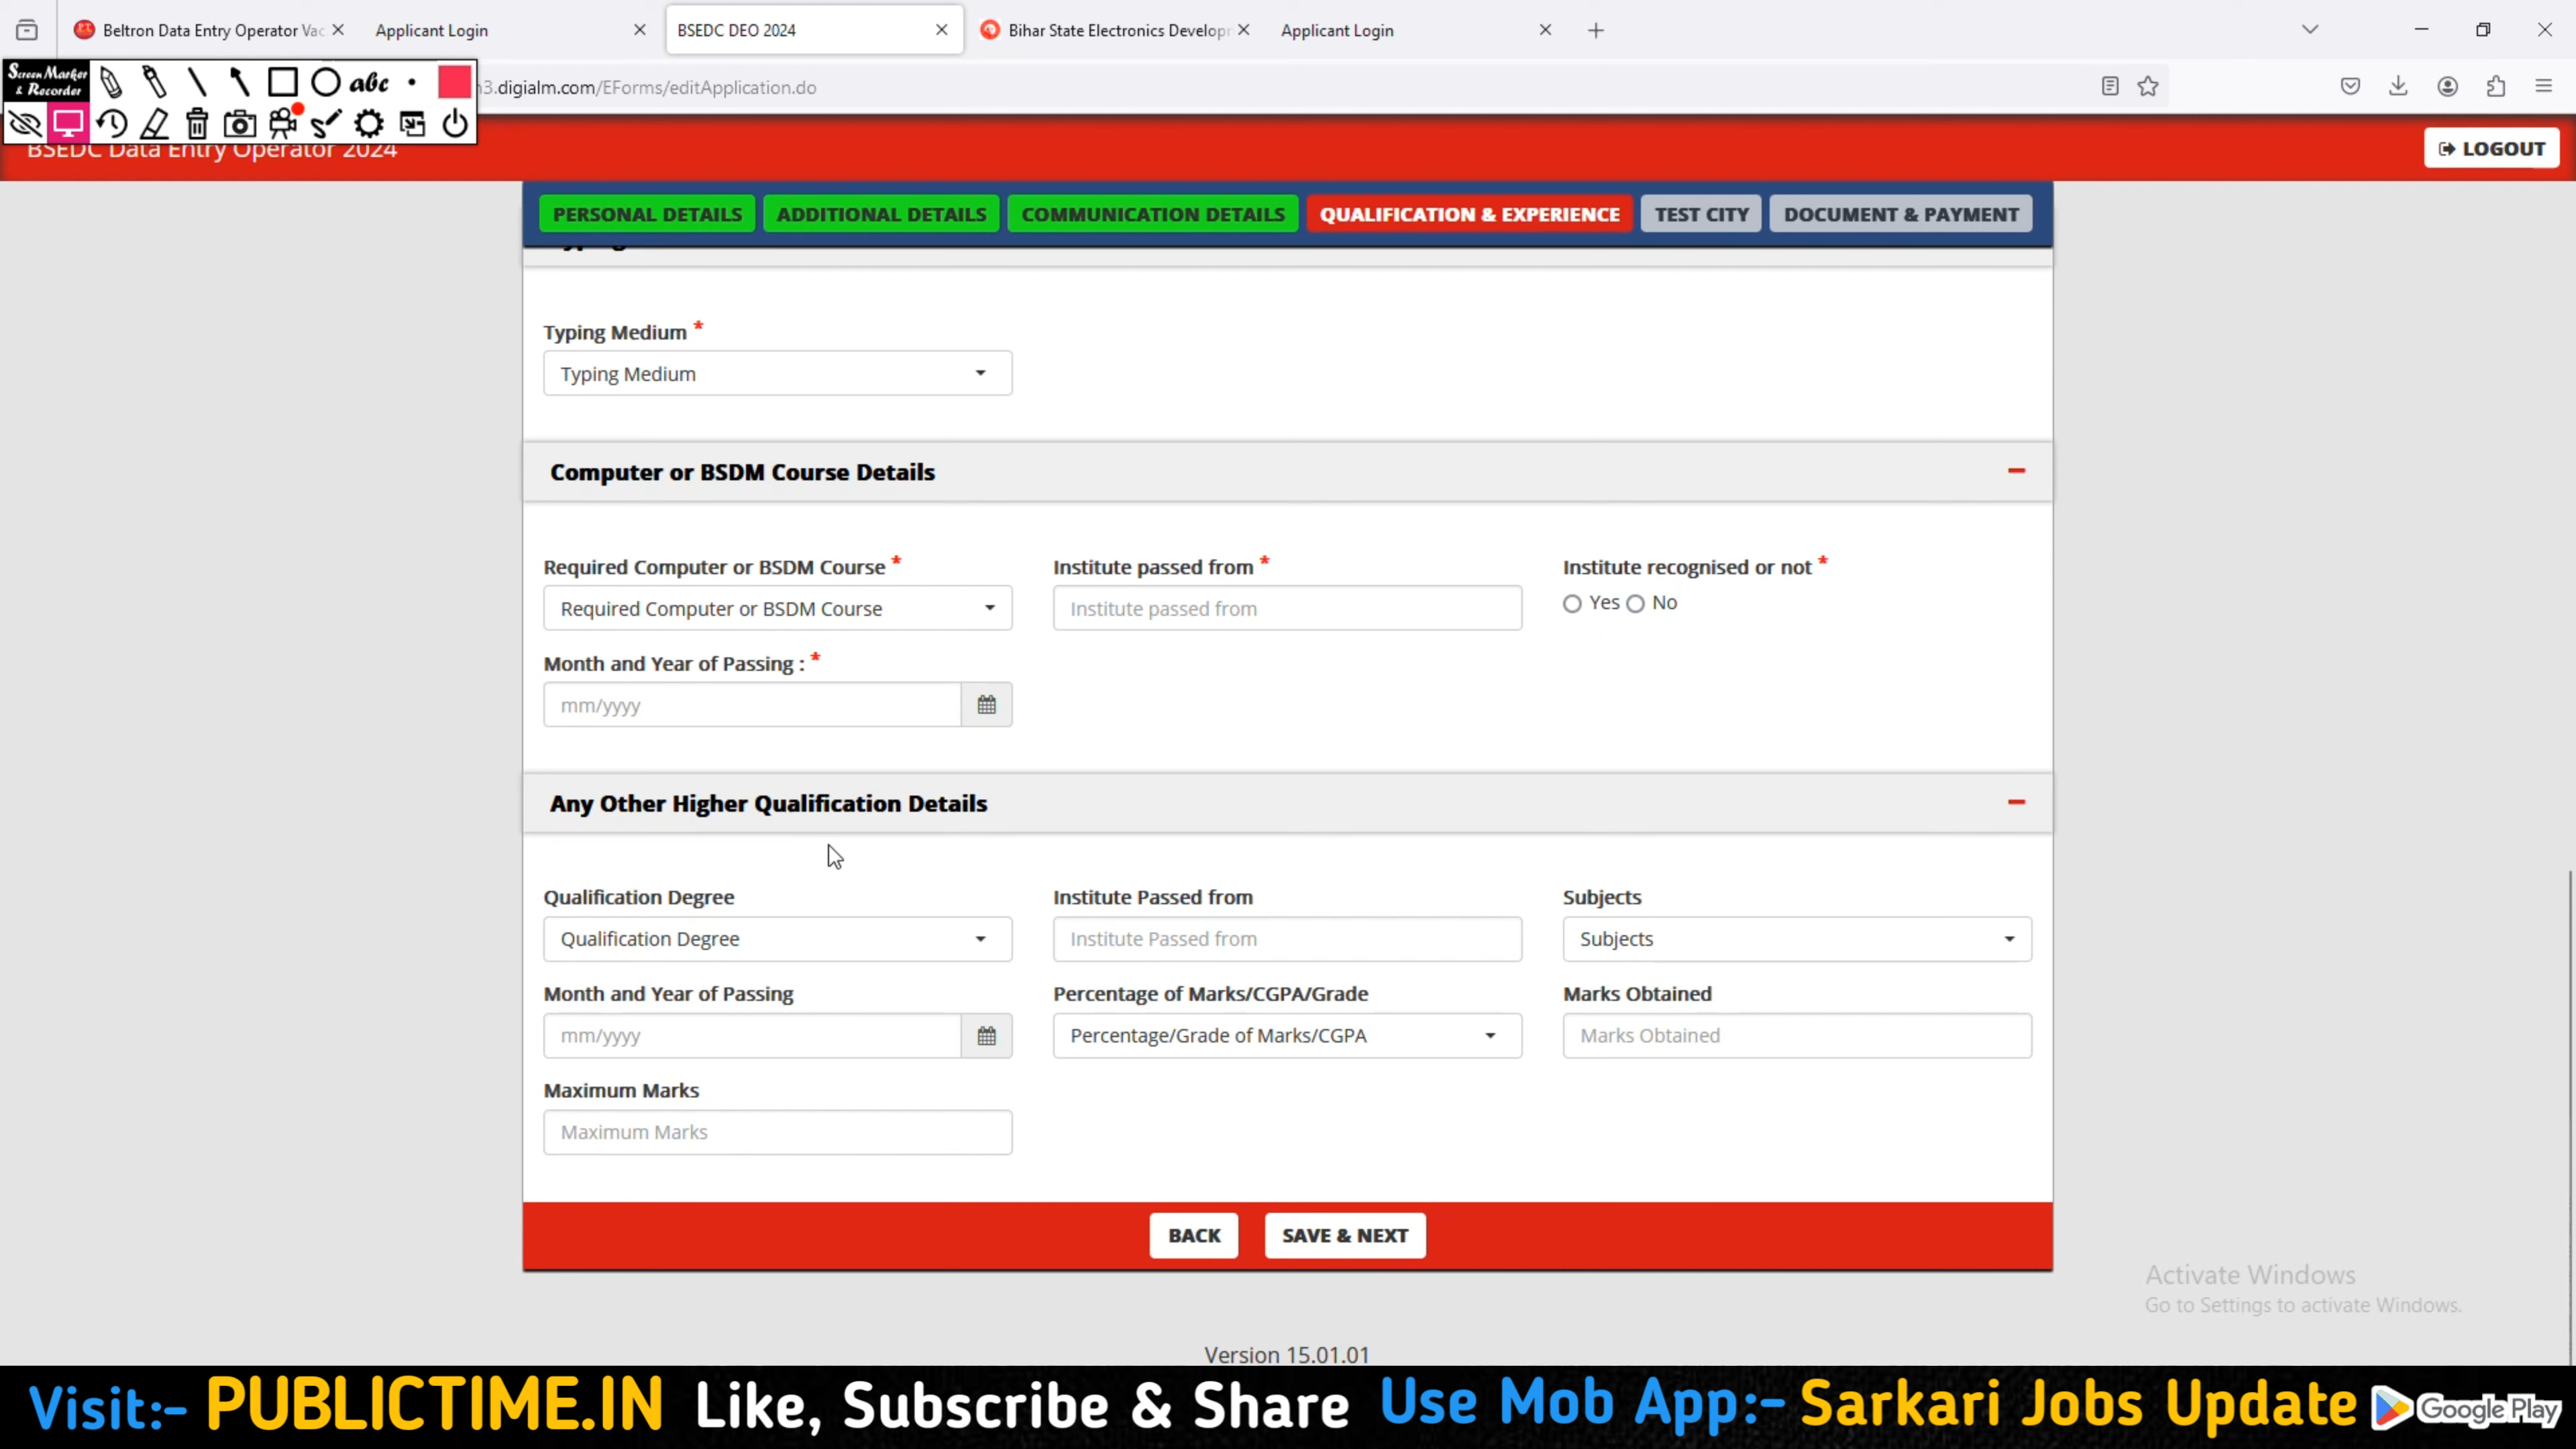 Beltron Data Entry Operator Vac
Applicant Login
BSEDC DEO 2024
Bihar State Electronics Develop
Applicant Login
Screen Marker
& Recorder
abc
3.digialm.com/EForms/editApplication.do
BSEDC Data Entry Operator 2024
LOGOUT
PERSONAL DETAILS
ADDITIONAL DETAILS
COMMUNICATION DETAILS
QUALIFICATION & EXPERIENCE
TEST CITY
DOCUMENT & PAYMENT
Typing Medium *
Typing Medium
Computer or BSDM Course Details
Required Computer or BSDM Course *
Institute passed from *
Institute recognised or not *
Required Computer or BSDM Course
Institute passed from
Yes No
Month and Year of Passing : *
mm/yyyy
Any Other Higher Qualification Details
Qualification Degree
Institute Passed from
Subjects
Qualification Degree
Institute Passed from
Subjects
Month and Year of Passing
Percentage of Marks/CGPA/Grade
Marks Obtained
mm/yyyy
Percentage/Grade of Marks/CGPA
Marks Obtained
Maximum Marks
Maximum Marks
BACK
SAVE & NEXT
Activate Windows
Go to Settings to activate Windows.
Version 15.01.01
Visit:- PUBLICTIME.IN Like, Subscribe & Share Use Mob App:- Sarkari Jobs Update Google Play